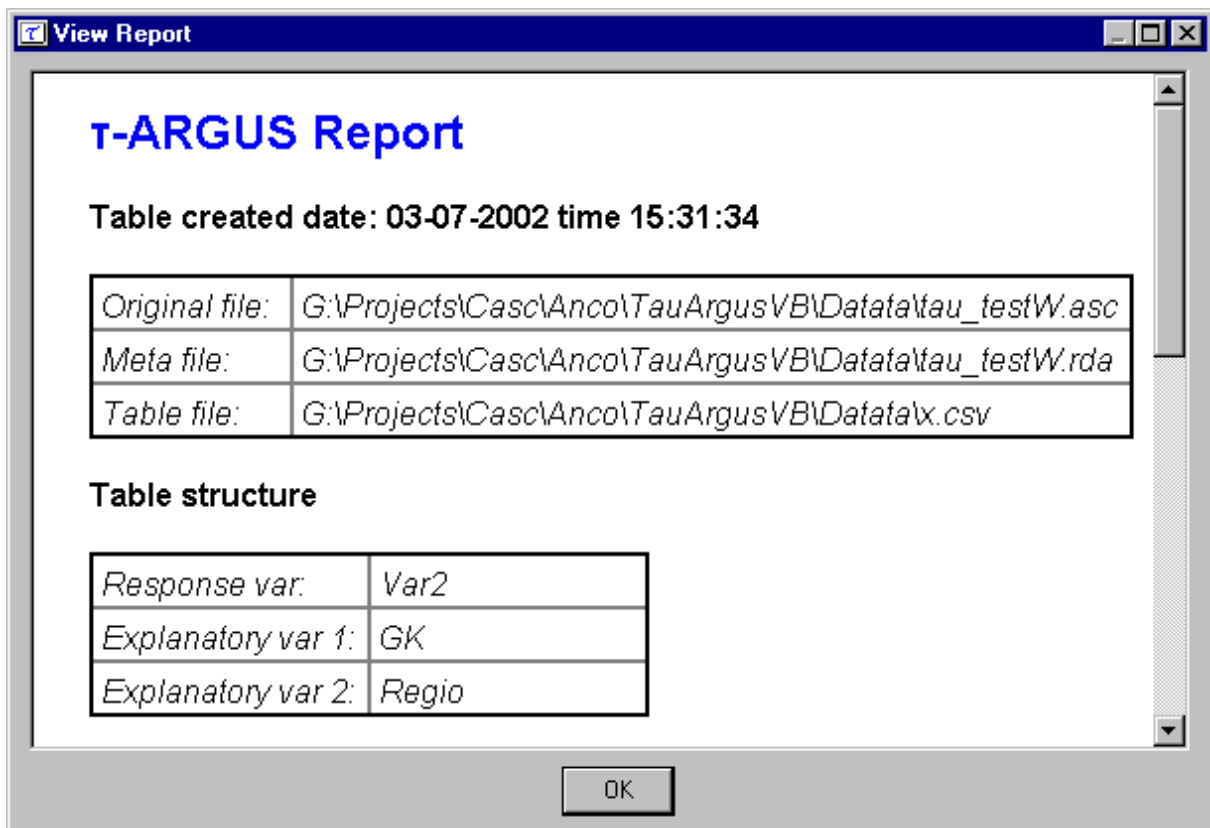 View Report
τ-ARGUS Report
Table created date: 03-07-2002 time 15:31:34
Original file: G:\Projects\Casc\Anco\TauArgusVB\Datata\tau_testW.asc
Meta file: G:\Projects\Casc\Anco\TauArgusVB\Datata\tau_testW.rda
Table file: G:\Projects\Casc\Anco\TauArgusVB\Datata\x.csv
Table structure
Response var: Var2
Explanatory var 1: GK
Explanatory var 2: Regio
OK